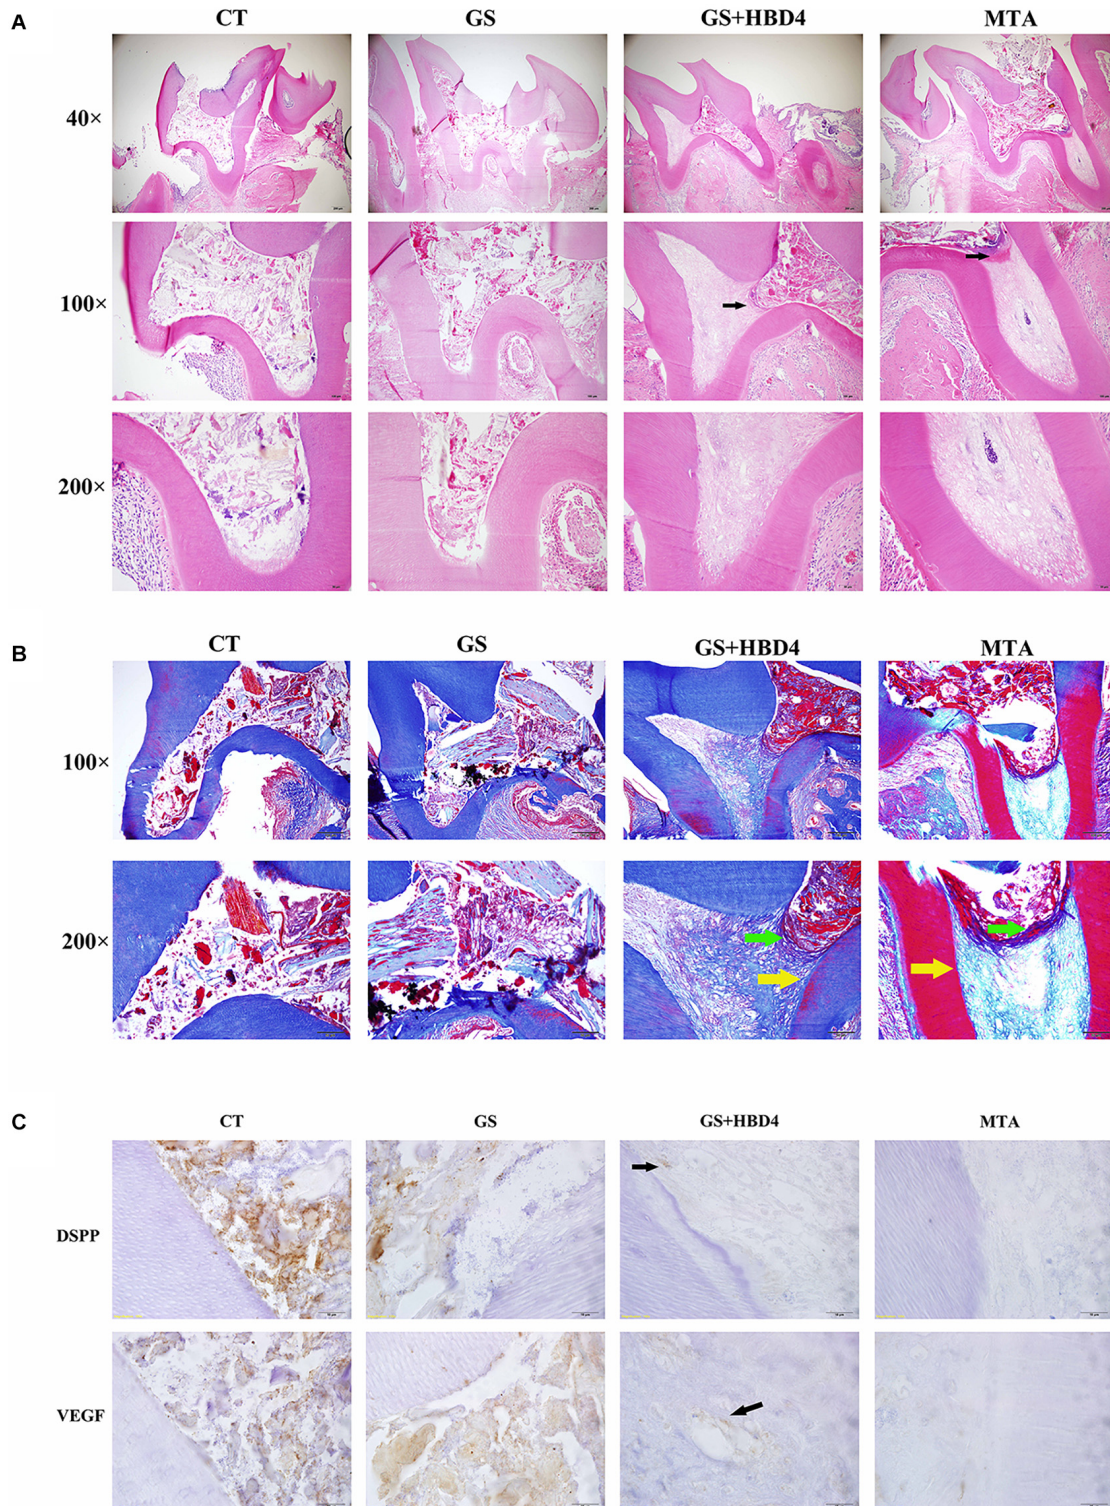 A
CT GS GS+HBD4 MTA
40×
100×
200×
B
CT GS GS+HBD4 MTA
100×
200×
C
CT GS GS+HBD4 MTA
DSPP
VEGF